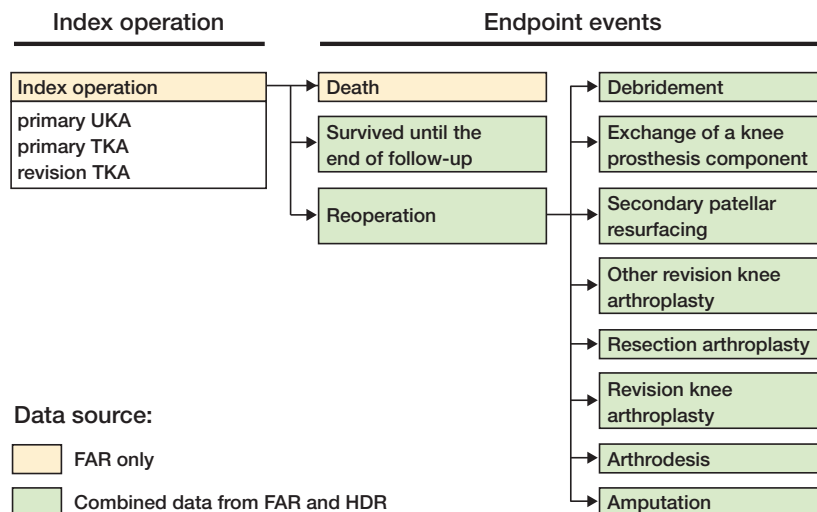 Index operation
Endpoint events
Index operation
primary UKA
primary TKA
revision TKA
Death
Survived until the
end of follow-up
Reoperation
Debridement
Exchange of a knee
prosthesis component
Secondary patellar
resurfacing
Other revision knee
arthroplasty
Resection arthroplasty
Revision knee
arthroplasty
Arthrodesis
Amputation
Data source:
FAR only
Combined data from FAR and HDR